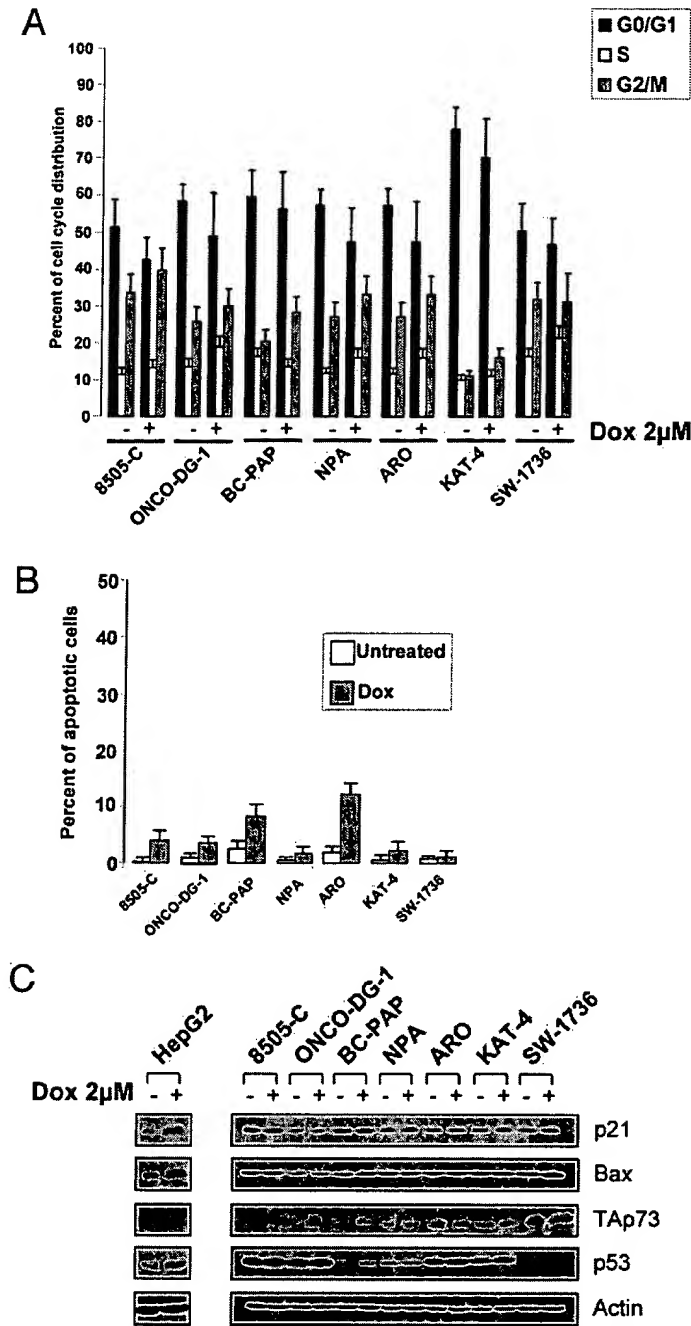 A
G0/G1
S
G2/M
Percent of cell cycle distribution
100
90
80
70
60
50
40
30
20
10
0
- + - + - + - + - + - + - +
Dox 2µM
8505-C ONCO-DG-1 BC-PAP NPA ARO KAT-4 SW-1736
B
Percent of apoptotic cells
50
40
30
20
10
0
Untreated
Dox
8505-C ONCO-DG-1 BC-PAP NPA ARO KAT-4 SW-1736
C
HepG2 8505-C ONCO-DG-1 BC-PAP NPA ARO KAT-4 SW-1736
Dox 2µM - + - + - + - + - + - + - + - +
p21
Bax
TAp73
p53
Actin